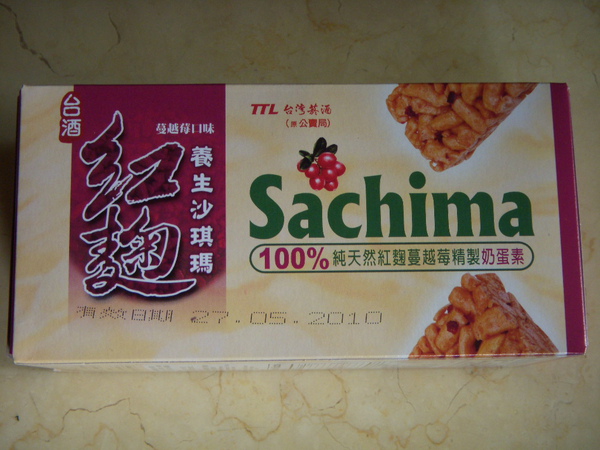 台酒
蔓越莓口味
紅麴
養生沙琪瑪
TTL 台灣菸酒
(原公賣局)
Sachima
100% 純天然紅麴蔓越莓精製奶蛋素
有效日期 27.05.2010